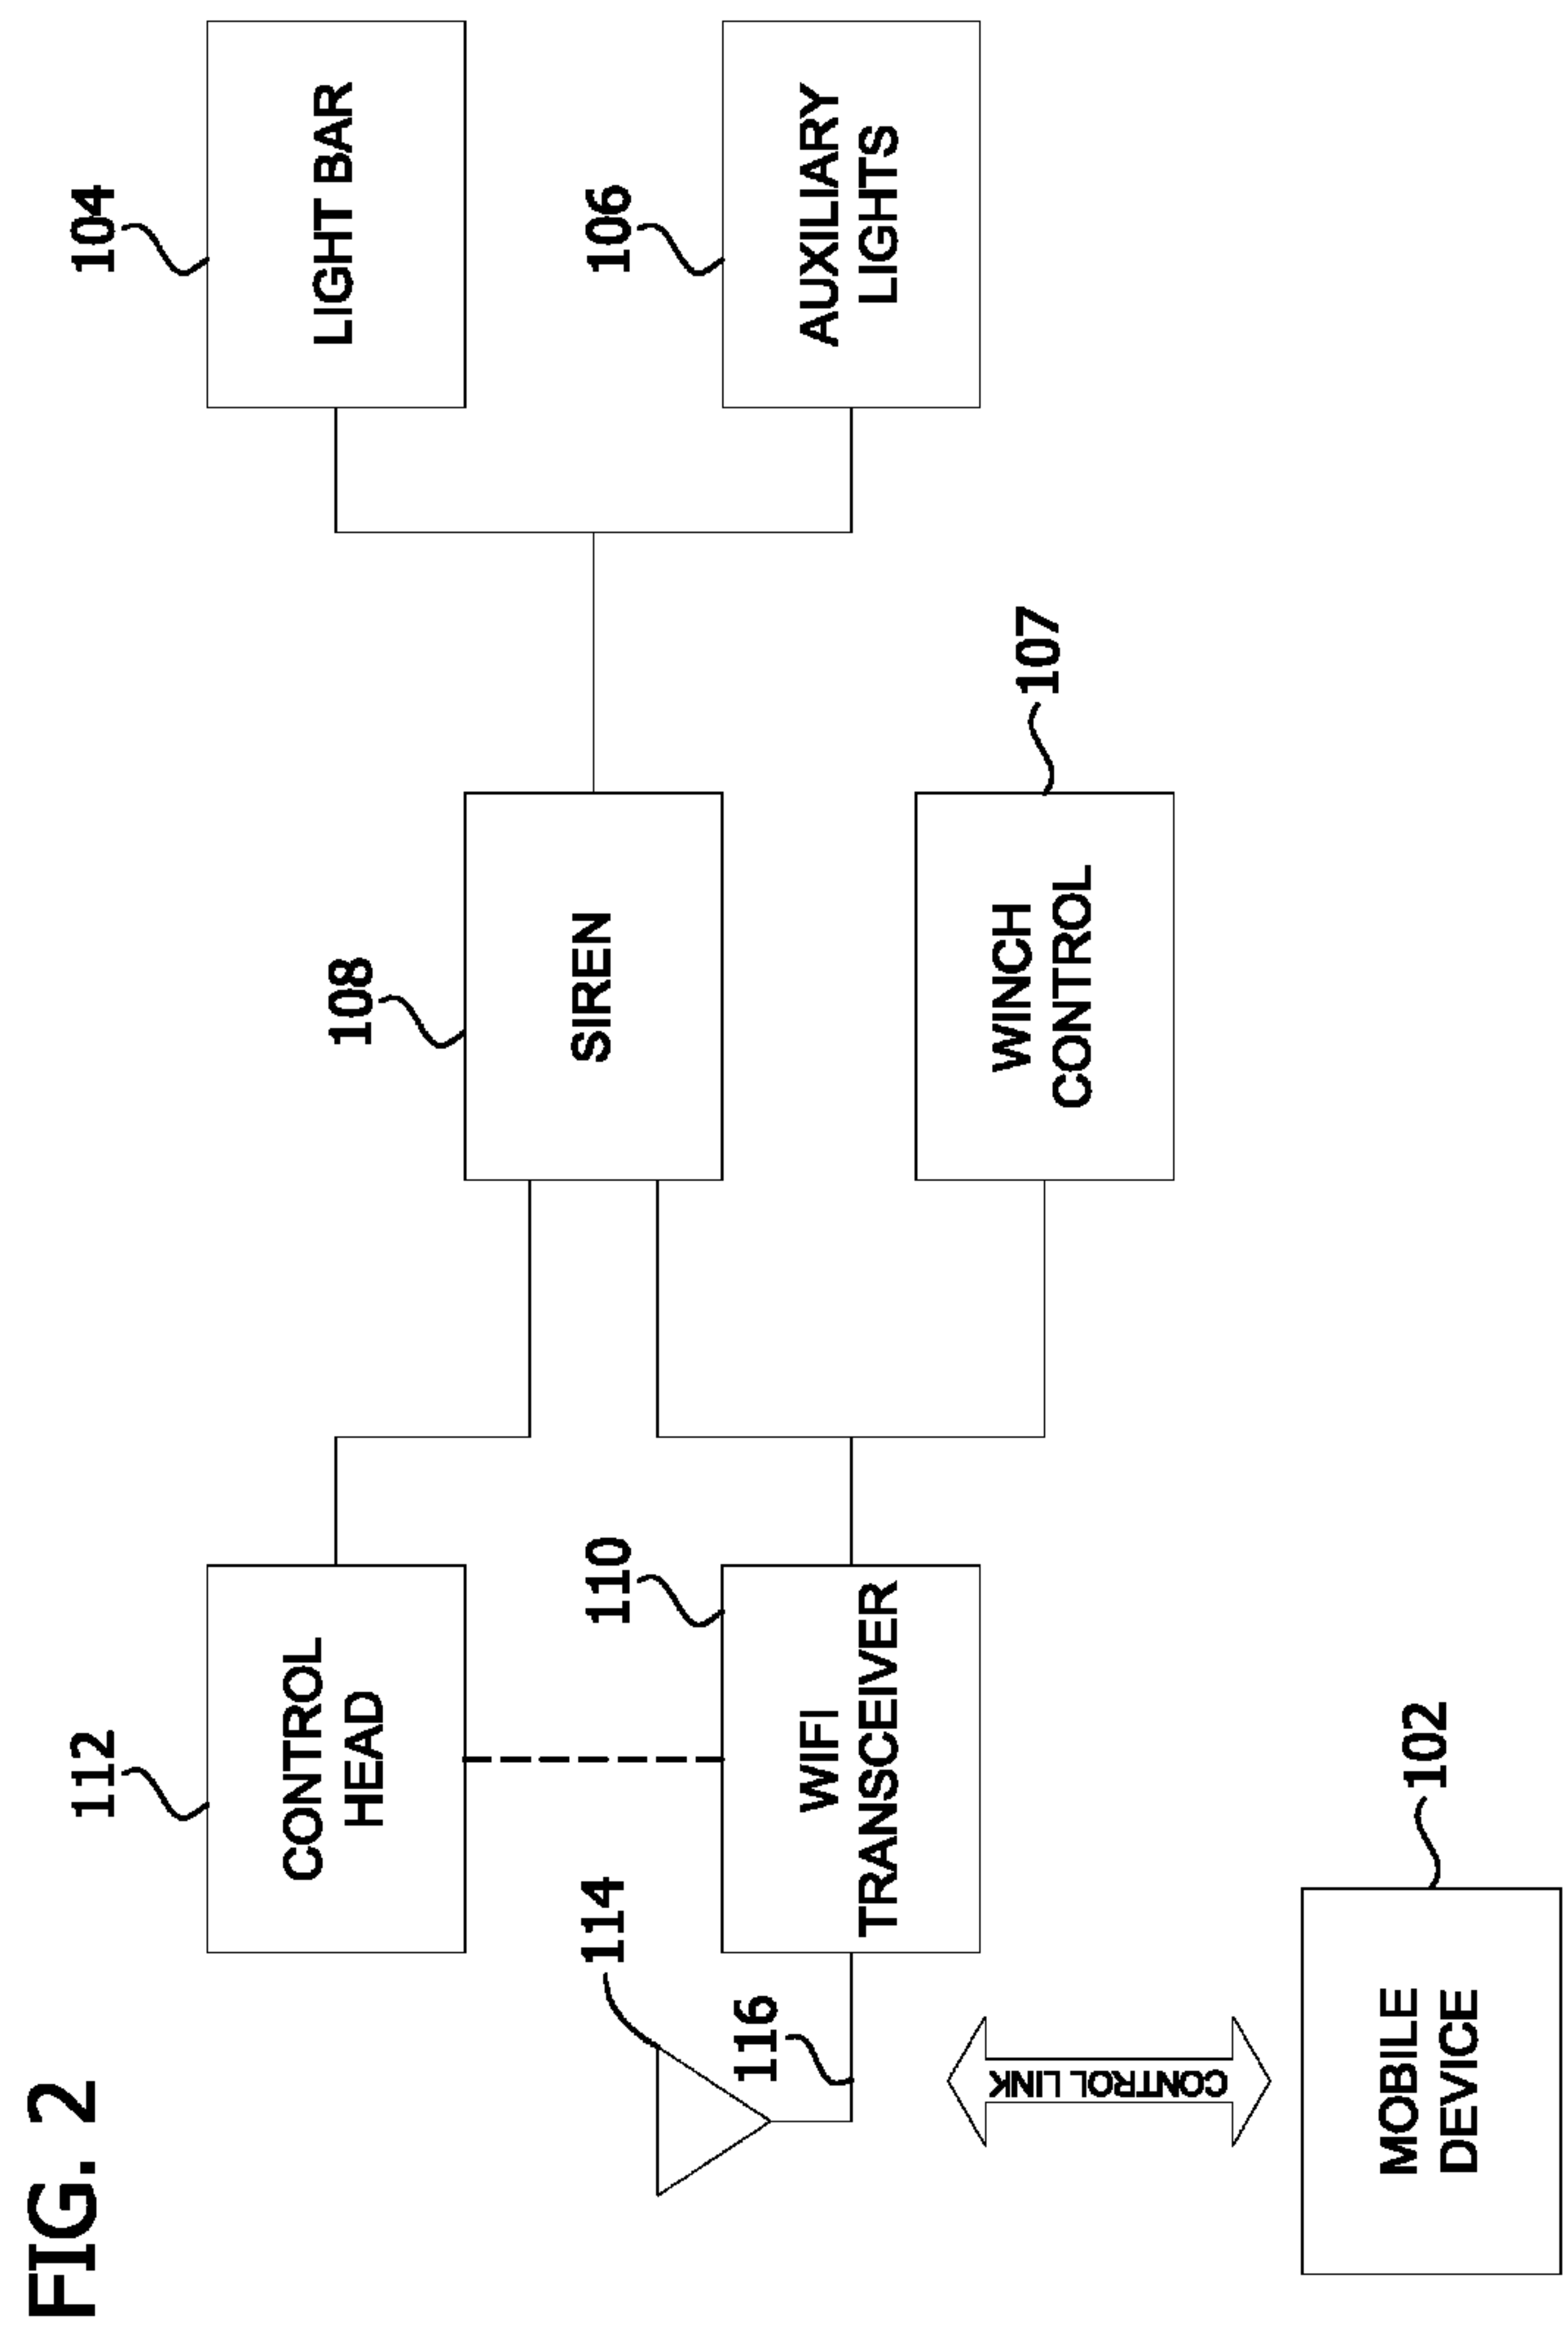 FIG. 2
112
CONTROL
HEAD
108
SIREN
104
LIGHT BAR
114
116
110
WIFI
TRANSCEIVER
107
WINCH
CONTROL
106
AUXILIARY
LIGHTS
CONTROL LINK
102
MOBILE
DEVICE